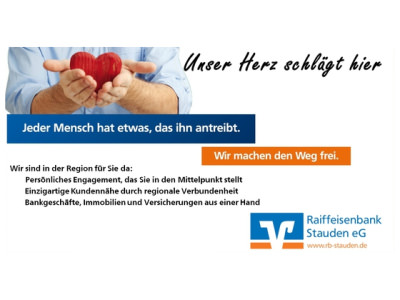 Unser Herz schlägt hier
Jeder Mensch hat etwas, das ihn antreibt.
Wir machen den Weg frei.
Wir sind in der Region für Sie da:
Persönliches Engagement, das Sie in den Mittelpunkt stellt
Einzigartige Kundennähe durch regionale Verbundenheit
Bankgeschäfte, Immobilien und Versicherungen aus einer Hand
Raiffeisenbank
Stauden eG
www.rb-stauden.de